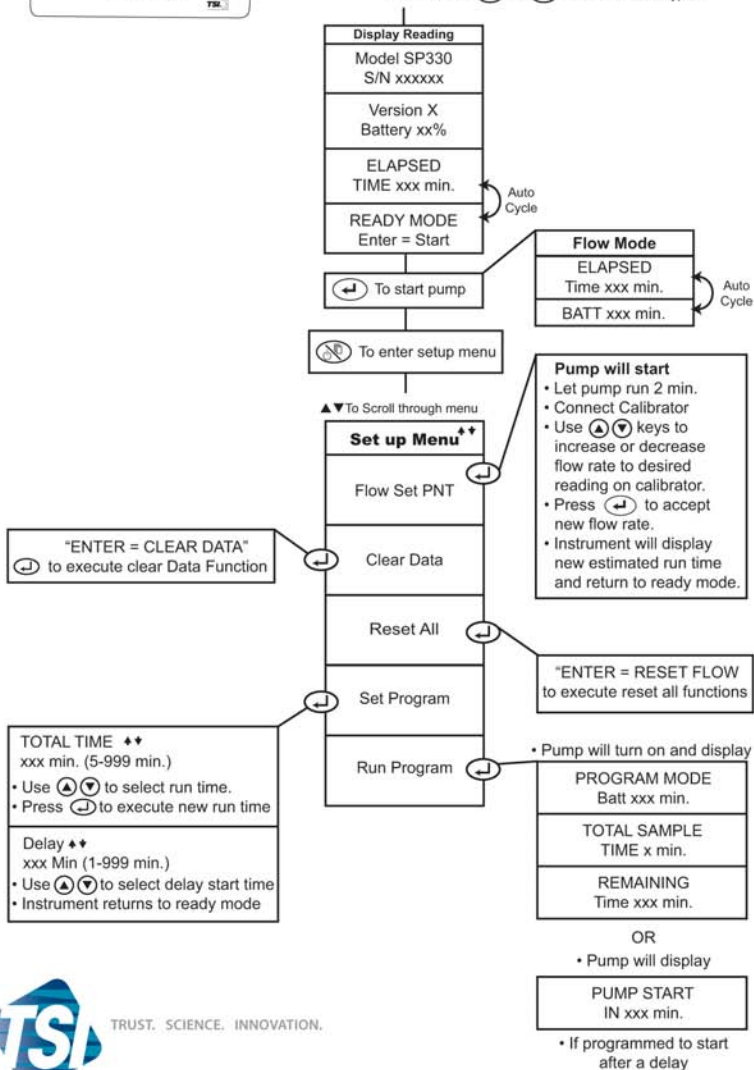 TSI
Display Reading
Model SP330
S/N xxxxxx
Version X
Battery xx%
ELAPSED
TIME xxx min.
READY MODE
Enter = Start
Auto
Cycle
To start pump
Flow Mode
ELAPSED
Time xxx min.
BATT xxx min.
Auto
Cycle
To enter setup menu
▲▼To Scroll through menu
Set up Menu
Flow Set PNT
Clear Data
Reset All
Set Program
Run Program
Pump will start
• Let pump run 2 min.
• Connect Calibrator
• Use ▲ ▼ keys to
increase or decrease
flow rate to desired
reading on calibrator.
• Press ↵ to accept
new flow rate.
• Instrument will display
new estimated run time
and return to ready mode.
"ENTER = CLEAR DATA"
↵ to execute clear Data Function
"ENTER = RESET FLOW
to execute reset all functions
TOTAL TIME
xxx min. (5-999 min.)
• Use ▲ ▼ to select run time.
• Press ↵ to execute new run time
Delay
xxx Min (1-999 min.)
• Use ▲ ▼ to select delay start time
• Instrument returns to ready mode
• Pump will turn on and display
PROGRAM MODE
Batt xxx min.
TOTAL SAMPLE
TIME x min.
REMAINING
Time xxx min.
OR
• Pump will display
PUMP START
IN xxx min.
• If programmed to start
after a delay
TSI
TRUST. SCIENCE. INNOVATION.